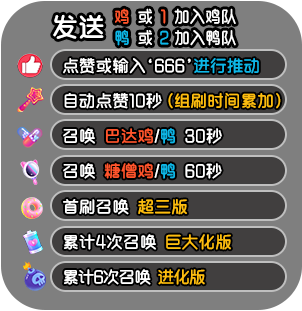 发送 鸡 或 1 加入鸡队
鸭 或 2 加入鸭队
点赞或输入‘666’进行推动
自动点赞10秒(组刷时间累加)
召唤 巴达鸡/鸭 30秒
召唤 糖僧鸡/鸭 60秒
首刷召唤 超三版
累计4次召唤 巨大化版
累计6次召唤 进化版